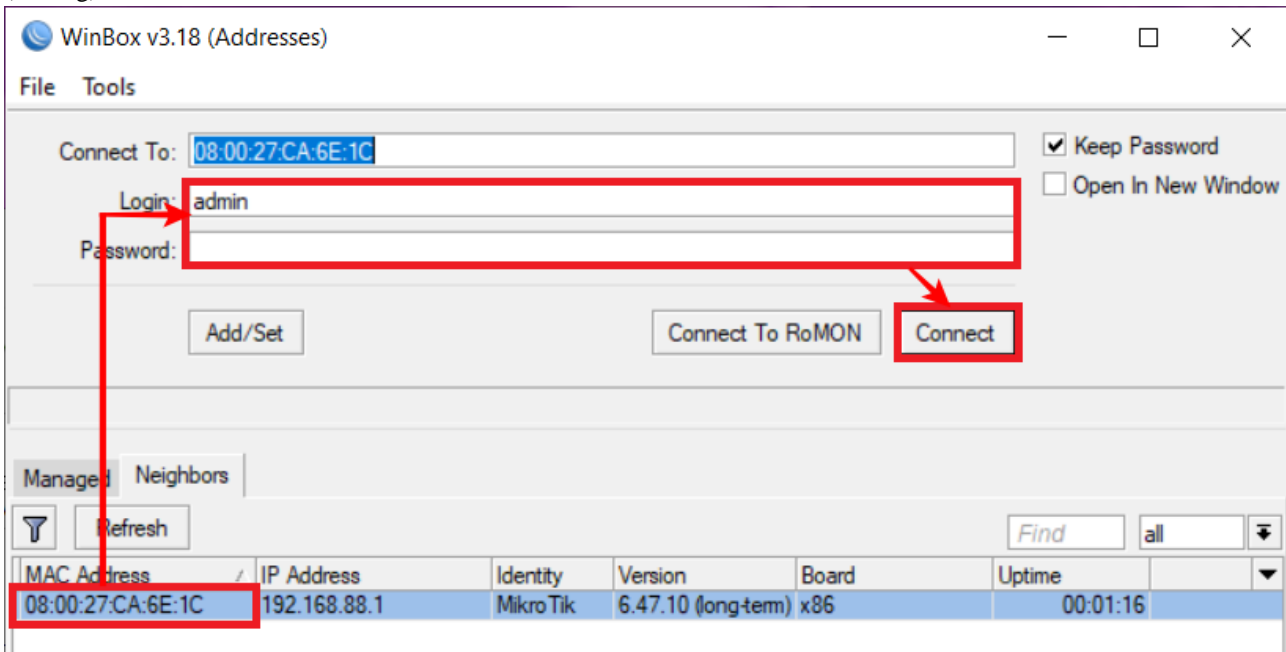 WinBox v3.18 (Addresses)
File Tools
Connect To: 08:00:27:CA:6E:1C
Keep Password
Login: admin
Open In New Window
Password:
Add/Set Connect To RoMON Connect
Managed Neighbors
Refresh Find all
MAC Address / IP Address Identity Version Board Uptime
08:00:27:CA:6E:1C 192.168.88.1 MikroTik 6.47.10 (long-term) x86 00:01:16